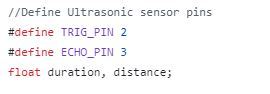 //Define Ultrasonic sensor pins
#define TRIG_PIN 2
#define ECHO_PIN 3
float duration, distance;